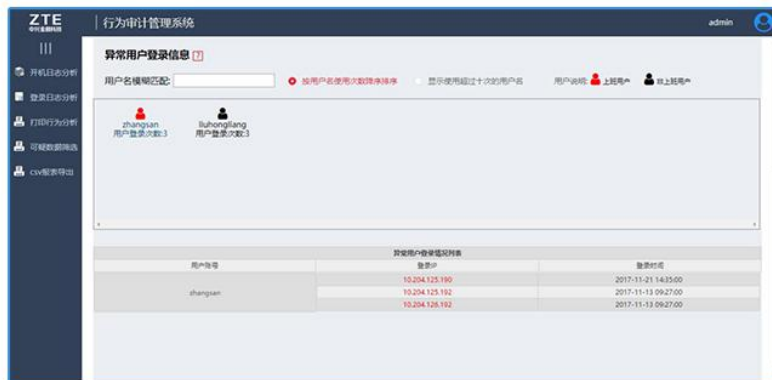 ZTE
行为审计管理系统
admin
开机日志分析
登录日志分析
打印行为分析
可疑数据筛选
csv报表导出
异常用户登录信息 ?
用户名模糊匹配:
按用户名使用次数降序排序
显示使用超过十次的用户名
用户说明: 上班用户 非上班用户
zhangsan
用户登录次数:3
liuhongliang
用户登录次数:3
异常用户登录情况列表
用户账号 登录IP 登录时间
zhangsan
10.204.125.190 2017-11-21 14:35:00
10.204.125.192 2017-11-13 09:27:00
10.204.126.192 2017-11-13 09:27:00